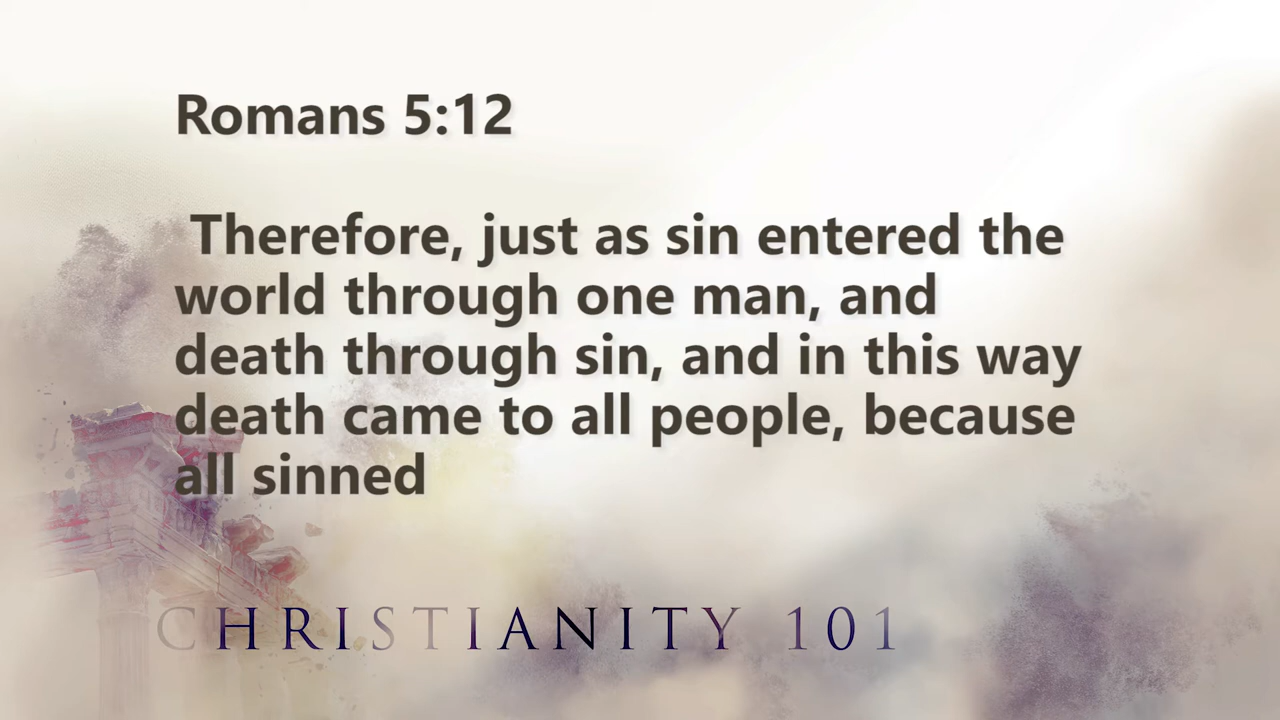 Romans 5:12
Therefore, just as sin entered the
world through one man, and
death through sin, and in this way
death came to all people, because
all sinned
CHRISTIANITY 101